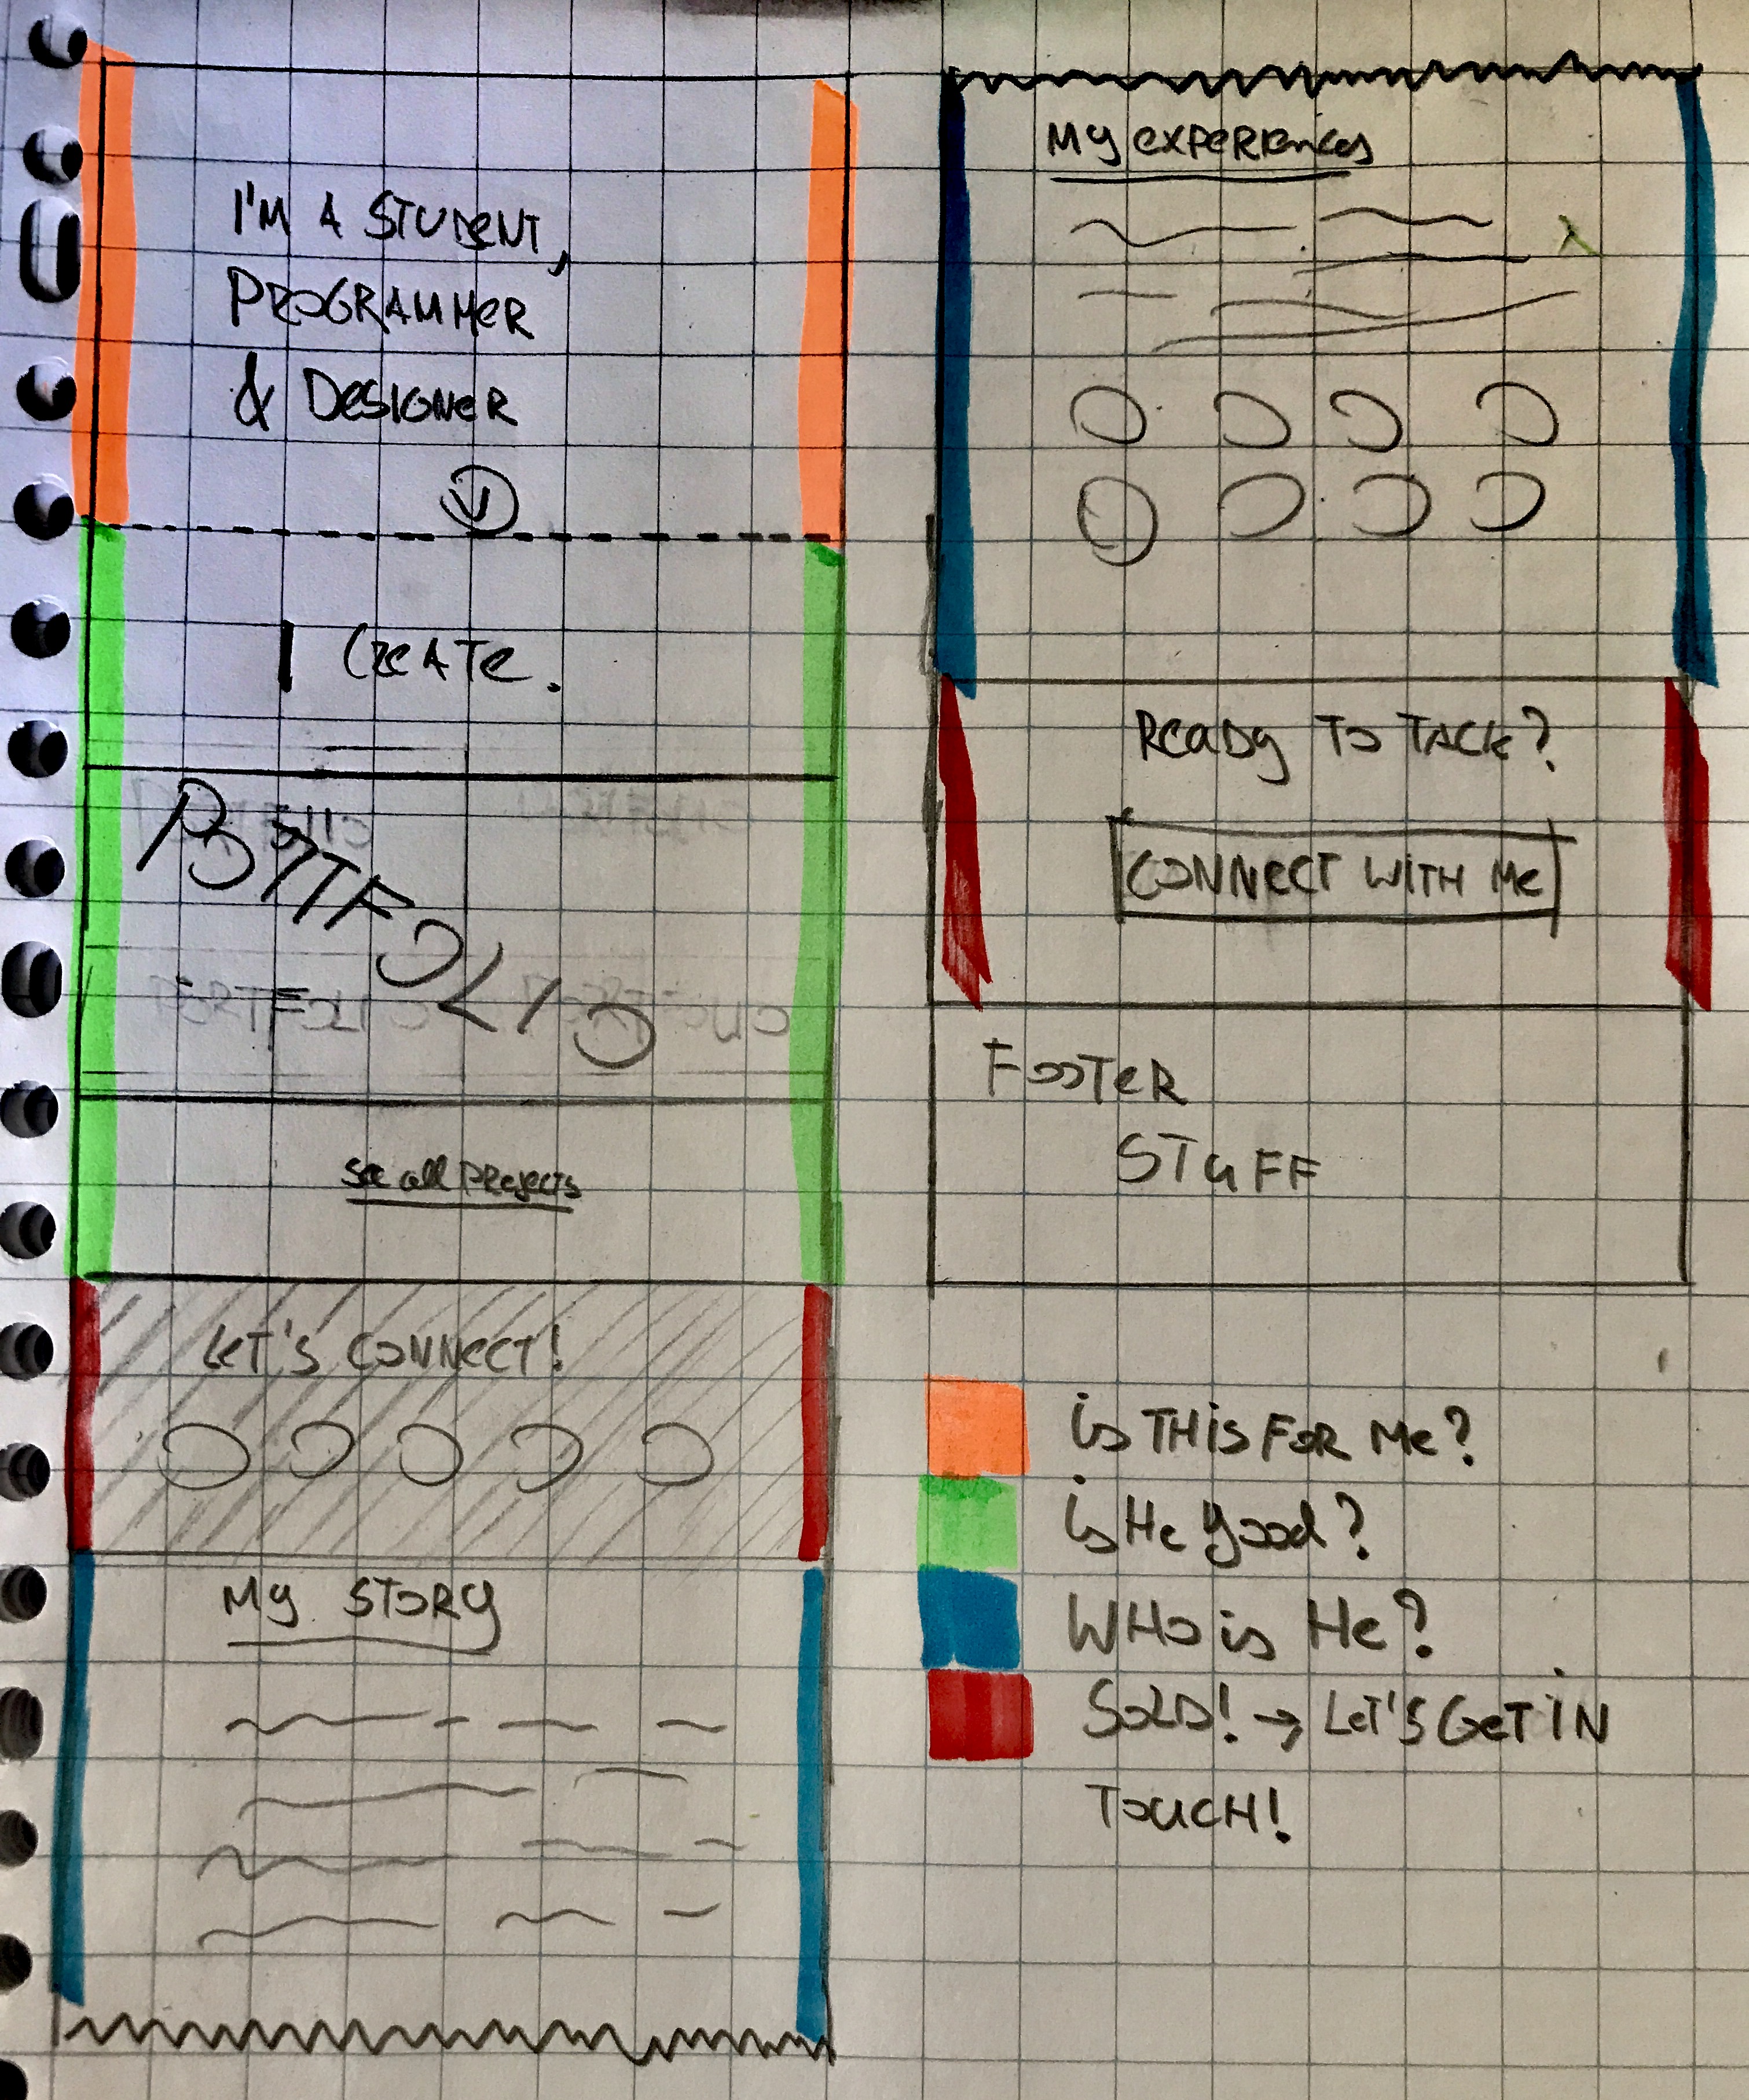 I'M A STUDENT,
PROGRAMMER
& DESIGNER
I CREATE.
PORTFOLIO
PORTFOLIO
See all Projects
LET'S CONNECT!
MY STORY
MY EXPERIENCES
READY TO TALK?
CONNECT WITH ME
FOOTER
STUFF
is THis FOR Me?
is He good?
WHO is He?
SOLD! → LET'S GET IN
TOUCH!